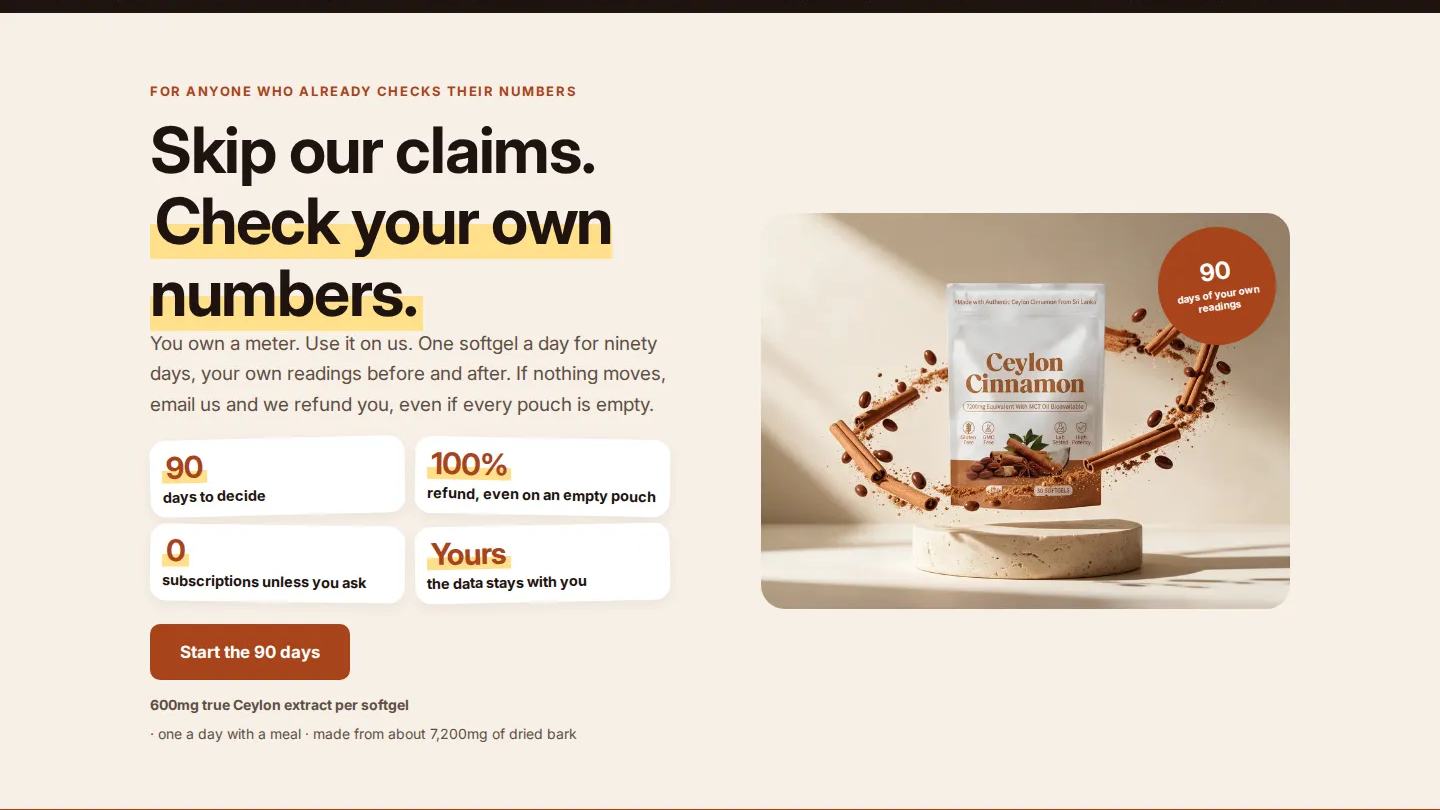 FOR ANYONE WHO ALREADY CHECKS THEIR NUMBERS
Skip our claims.
Check your own
numbers.
You own a meter. Use it on us. One softgel a day for ninety
days, your own readings before and after. If nothing moves,
email us and we refund you, even if every pouch is empty.
90
days to decide
100%
refund, even on an empty pouch
0
subscriptions unless you ask
Yours
the data stays with you
Start the 90 days
600mg true Ceylon extract per softgel
· one a day with a meal · made from about 7,200mg of dried bark
90
days of your own
readings
*Made with Authentic Ceylon Cinnamon From Sri Lanka
Ceylon
Cinnamon
7200mg Equivalent With MCT Oil Bioavailable
Gluten Free
GMO Free
Lab Tested
High Potency
30 SOFTGELS